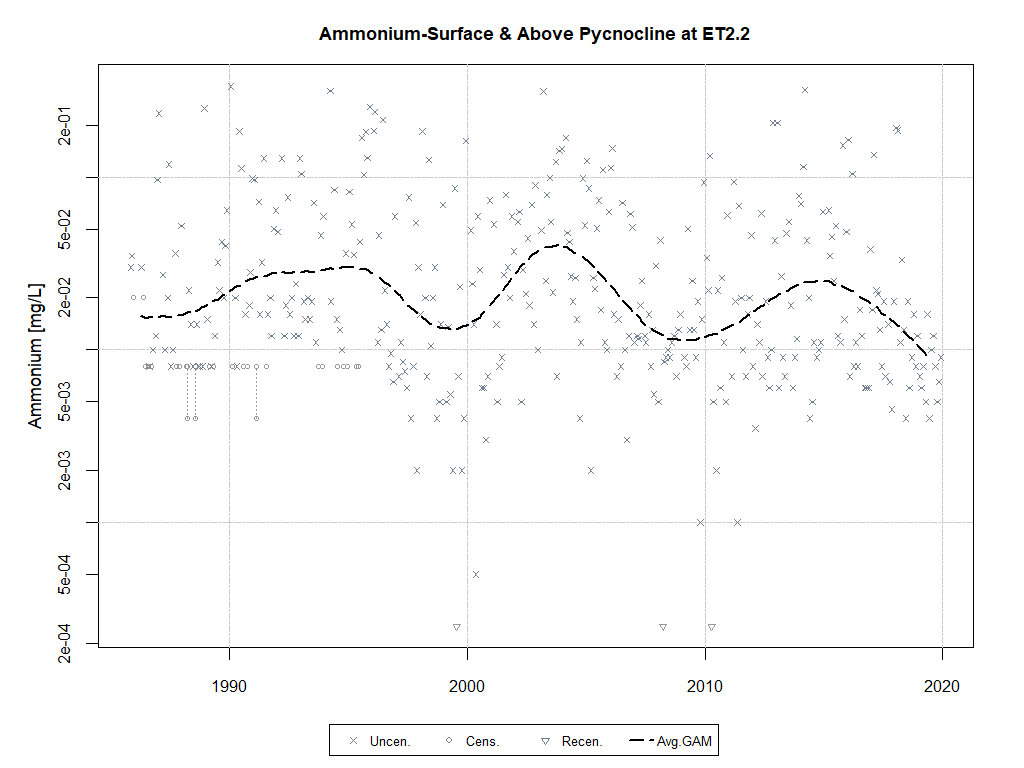 Ammonium-Surface & Above Pycnocline at ET2.2
Ammonium [mg/L]
2e-01
5e-02
2e-02
5e-03
2e-03
5e-04
2e-04
1990
2000
2010
2020
Uncen.
Cens.
Recen.
Avg.GAM